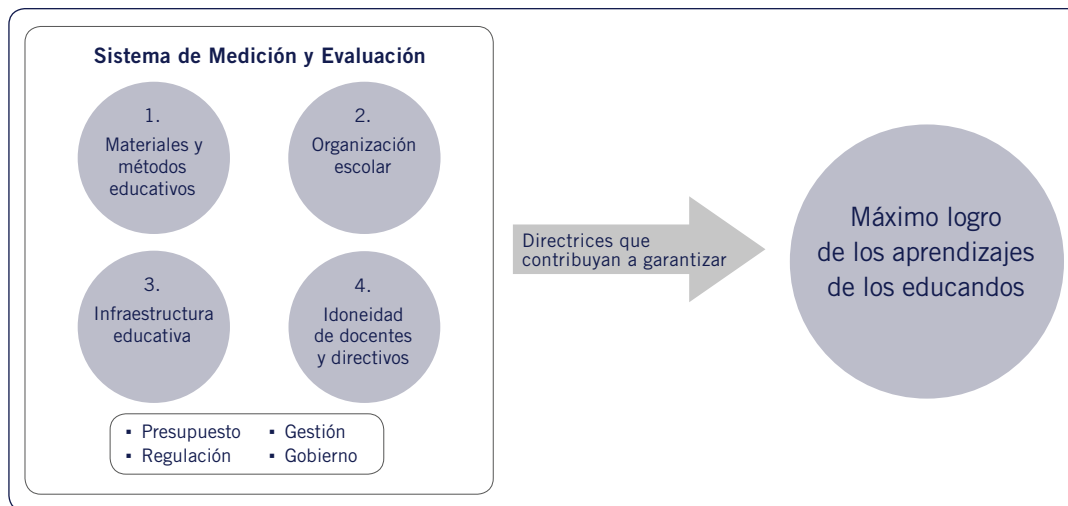 Sistema de Medición y Evaluación
1.
Materiales y
métodos
educativos
2.
Organización
escolar
3.
Infraestructura
educativa
4.
Idoneidad
de docentes
y directivos
▪ Presupuesto
▪ Regulación
▪ Gestión
▪ Gobierno
Directrices que
contribuyan a garantizar
Máximo logro
de los aprendizajes
de los educandos